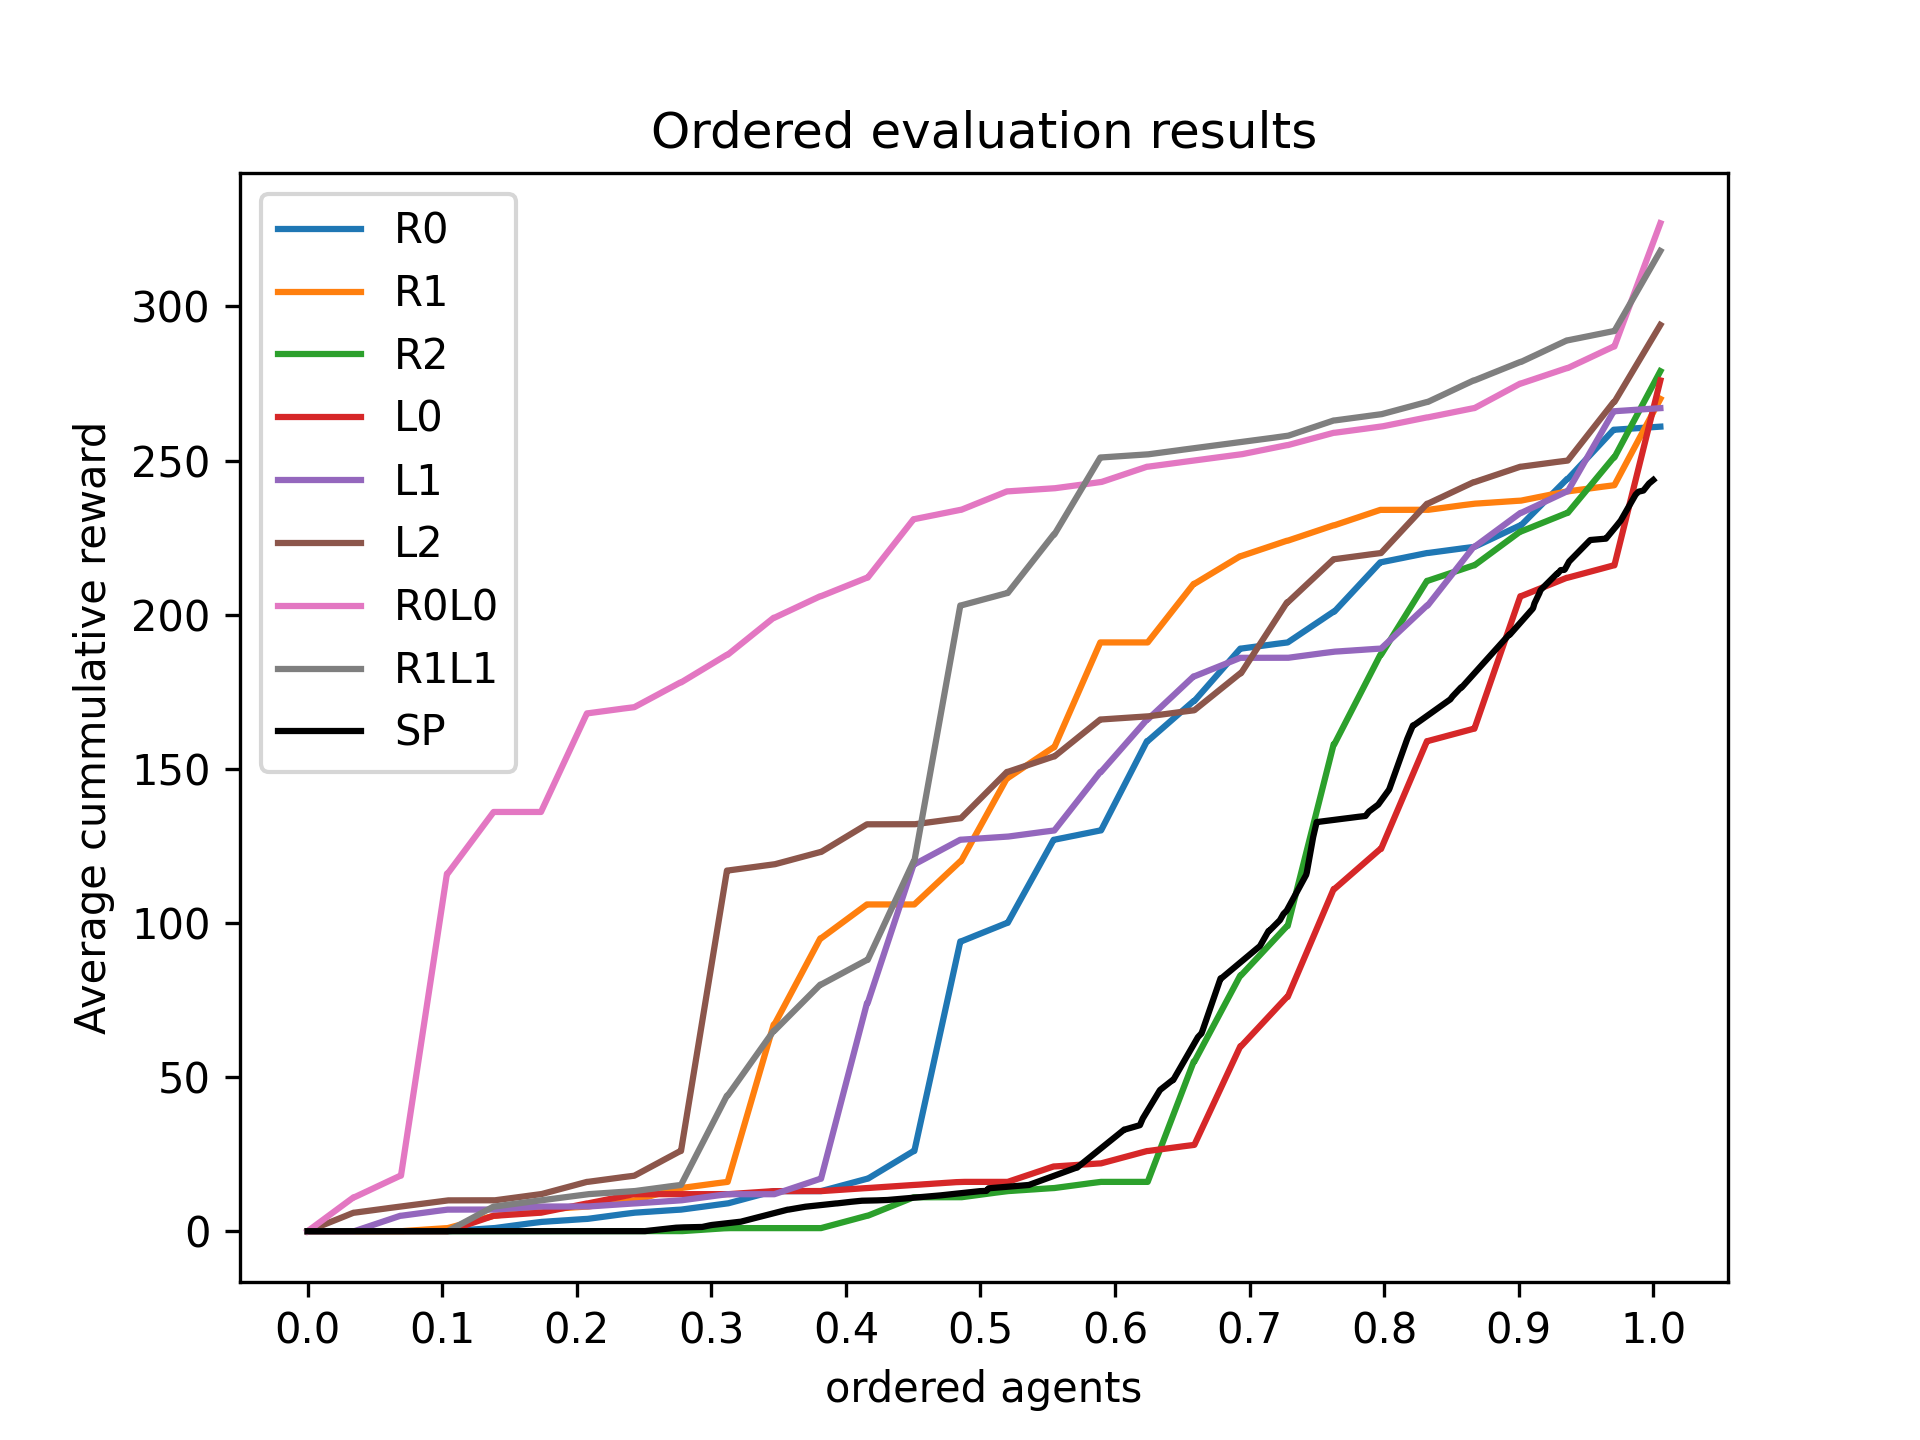 Ordered evaluation results
R0
R1
R2
L0
L1
L2
R0L0
R1L1
SP
Average cummulative reward
300
250
200
150
100
50
0
0.0 0.1 0.2 0.3 0.4 0.5 0.6 0.7 0.8 0.9 1.0
ordered agents